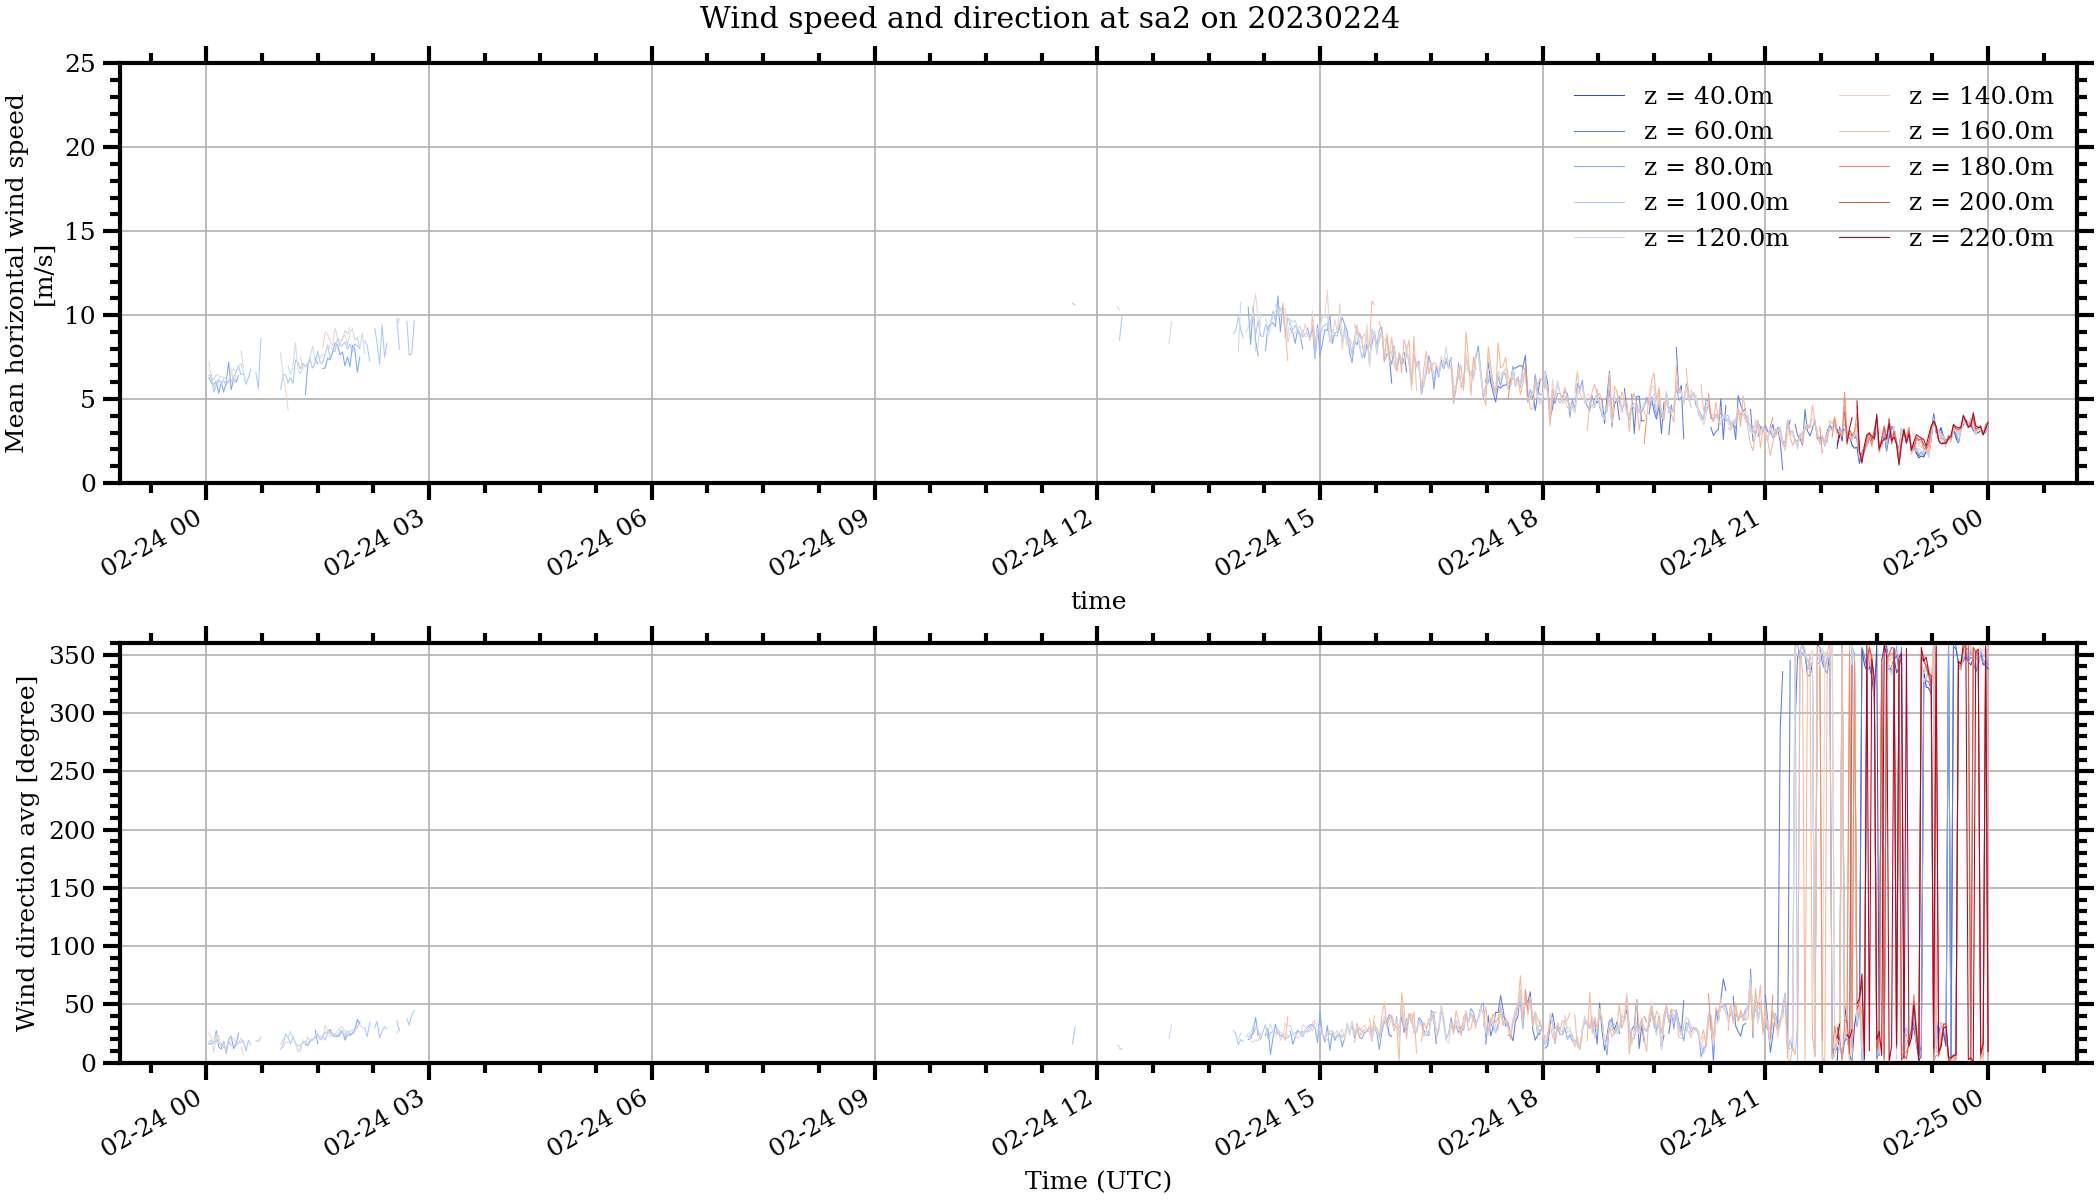 Wind speed and direction at sa2 on 20230224
Mean horizontal wind speed
[m/s]
25
20
15
10
5
0
z = 40.0m
z = 60.0m
z = 80.0m
z = 100.0m
z = 120.0m
z = 140.0m
z = 160.0m
z = 180.0m
z = 200.0m
z = 220.0m
02-24 00
02-24 03
02-24 06
02-24 09
02-24 12
02-24 15
02-24 18
02-24 21
02-25 00
time
Wind direction avg [degree]
350
300
250
200
150
100
50
0
02-24 00
02-24 03
02-24 06
02-24 09
02-24 12
02-24 15
02-24 18
02-24 21
02-25 00
Time (UTC)